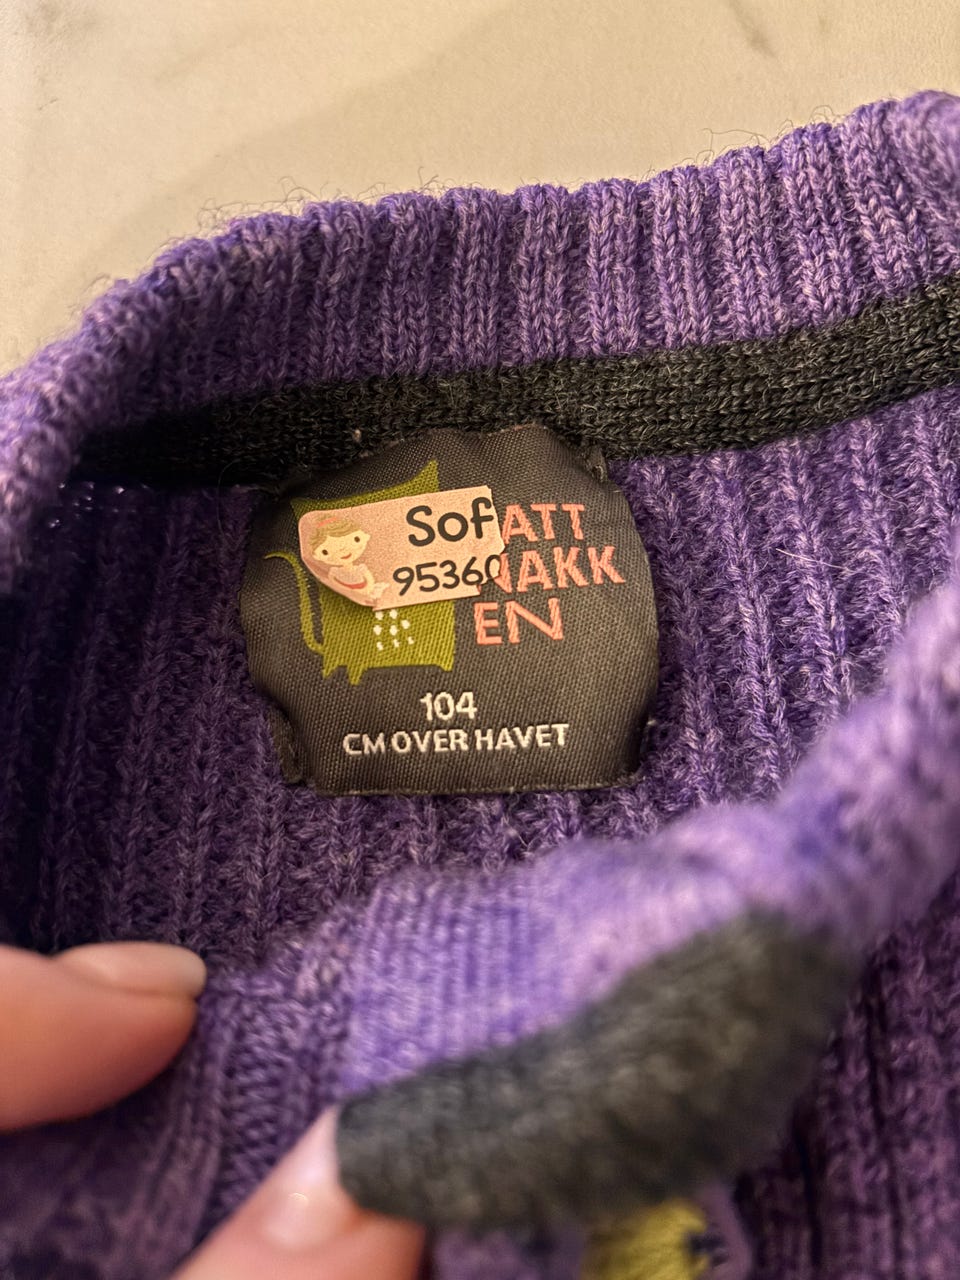 Sof
95360
ATT
AKK
EN
104
CM OVER HAVET